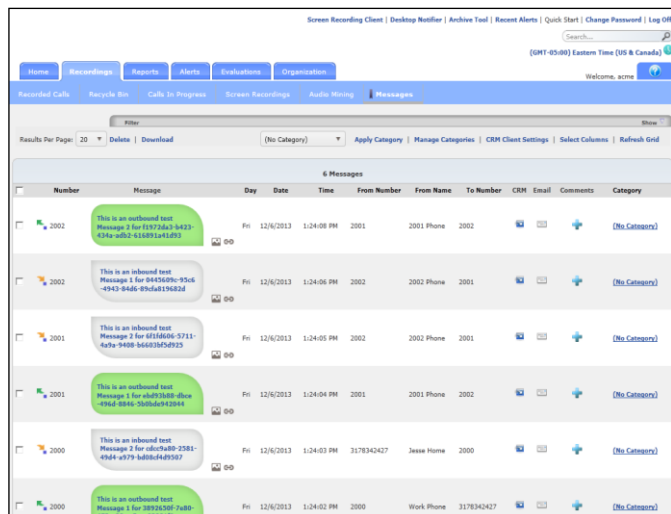 Screen Recording Client | Desktop Notifier | Archive Tool | Recent Alerts | Quick Start | Change Password | Log Off
Search...
(GMT-05:00) Eastern Time (US & Canada)
Home Recordings Reports Alerts Evaluations Organization
Welcome, acme
Recorded Calls Recycle Bin Calls In Progress Screen Recordings Audio Mining Messages
Filter Show
Results Per Page: 20 Delete | Download (No Category) Apply Category | Manage Categories | CRM Client Settings | Select Columns | Refresh Grid
6 Messages
Number Message Day Date Time From Number From Name To Number CRM Email Comments Category
This is an outbound test
2002 Message 2 for f1972da3-b423- Fri 12/6/2013 1:24:08 PM 2001 2001 Phone 2002 (No Category)
434a-adb2-616891a41d93
This is an inbound test
2002 Message 1 for 0445609c-95c6 Fri 12/6/2013 1:24:06 PM 2002 2002 Phone 2001 (No Category)
-4943-84d6-89cfa819682d
This is an inbound test
2001 Message 2 for 6f1fd606-5711- Fri 12/6/2013 1:24:05 PM 2002 2002 Phone 2001 (No Category)
4a9a-9408-b6603bf5d925
This is an outbound test
2001 Message 1 for ebd93b88-dbce Fri 12/6/2013 1:24:04 PM 2001 2001 Phone 2002 (No Category)
-496d-8846-5b0bde942044
This is an inbound test
2000 Message 2 for cdcc9a80-2581- Fri 12/6/2013 1:24:03 PM 3178342427 Jesse Home 2000 (No Category)
49d4-a979-bd08cf4d9507
This is an outbound test
2000 Message 1 for 3892650f-7a80- Fri 12/6/2013 1:24:02 PM 2000 Work Phone 3178342427 (No Category)